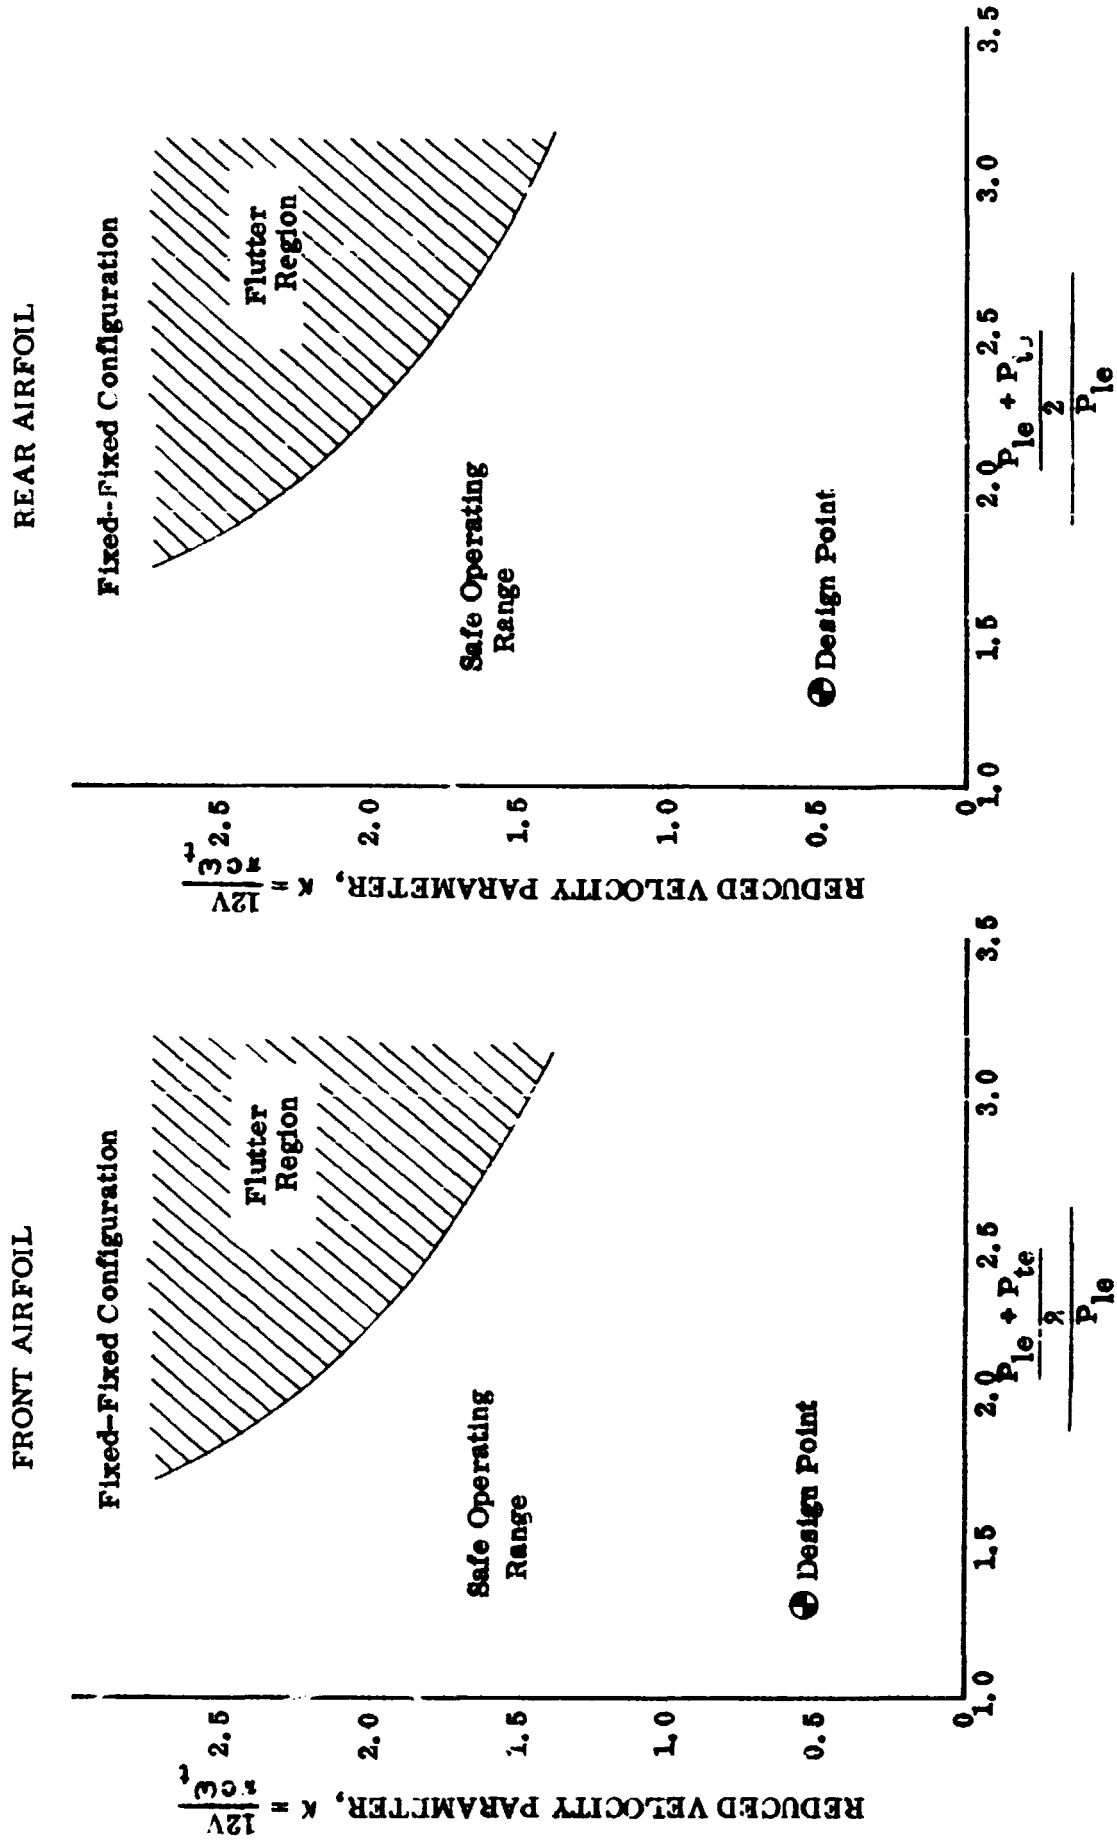 FRONT AIRFOIL
Fixed-Fixed Configuration
Flutter
Region
Safe Operating
Range
Design Point
REDUCED VELOCITY PARAMETER, κ = 12V
2.5
2.0
1.5
1.0
0.5
0
1.0
1.5
2.0
2.5
3.0
3.5
P_le + P_te
2
P_le
REAR AIRFOIL
Fixed-Fixed Configuration
Flutter
Region
Safe Operating
Range
Design Point
REDUCED VELOCITY PARAMETER, κ = 12V
2.5
2.0
1.5
1.0
0.5
0
1.0
1.5
2.0
2.5
3.0
3.5
P_le +
2
P_le